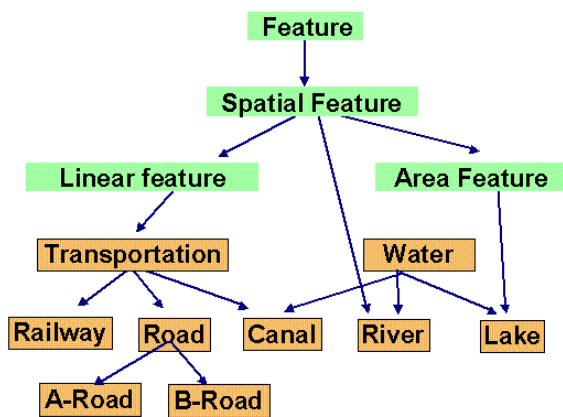 Feature
Spatial Feature
Linear feature
Area Feature
Transportation
Water
Railway
Road
Canal
River
Lake
A-Road
B-Road